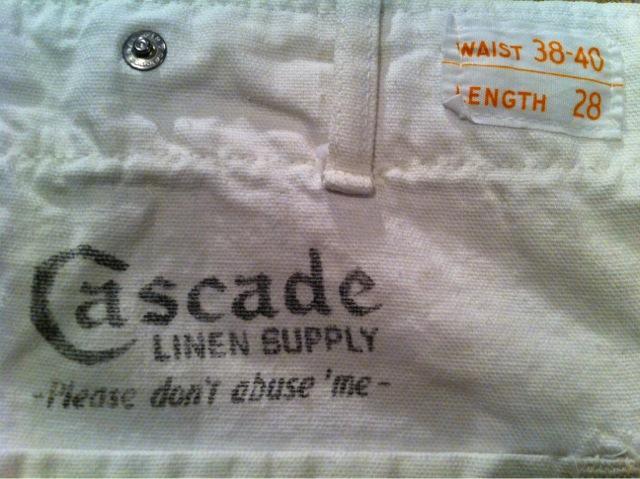 WAIST 38-40
LENGTH 28
Cascade
LINEN SUPPLY
-Please don't abuse 'me-